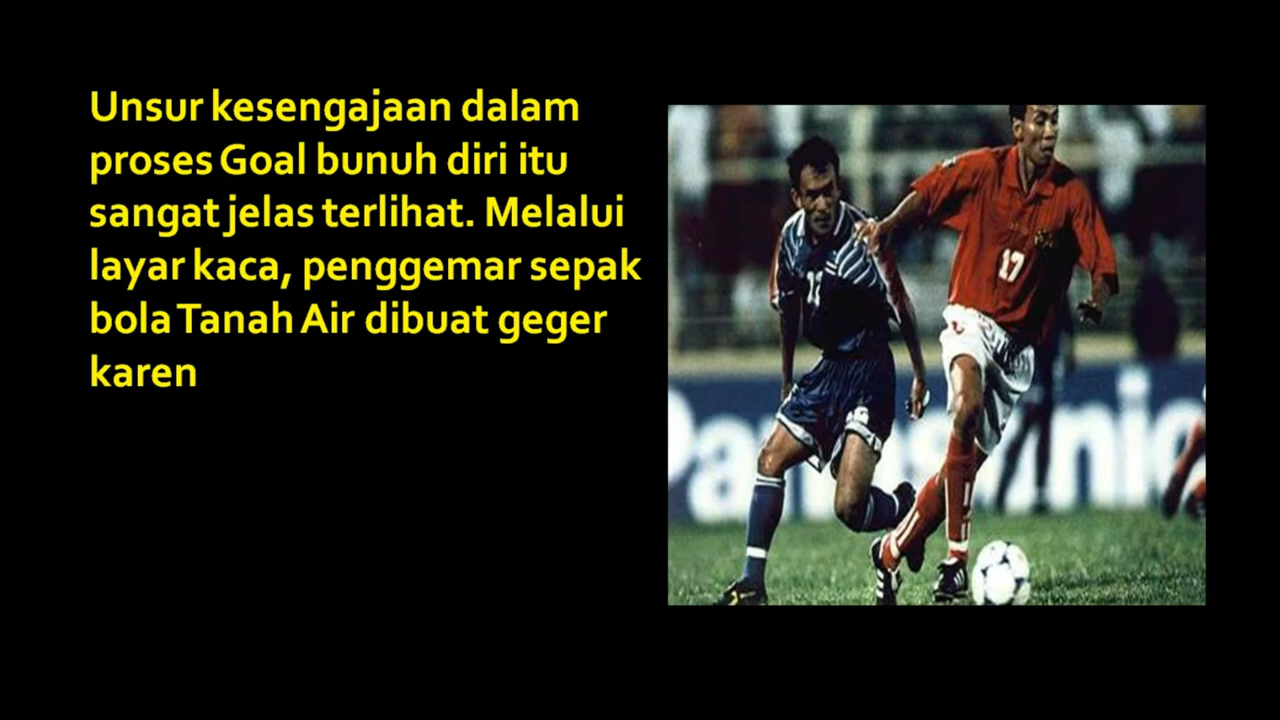 Unsur kesengajaan dalam
proses Goal bunuh diri itu
sangat jelas terlihat. Melalui
layar kaca, penggemar sepak
bola Tanah Air dibuat geger
karen
17